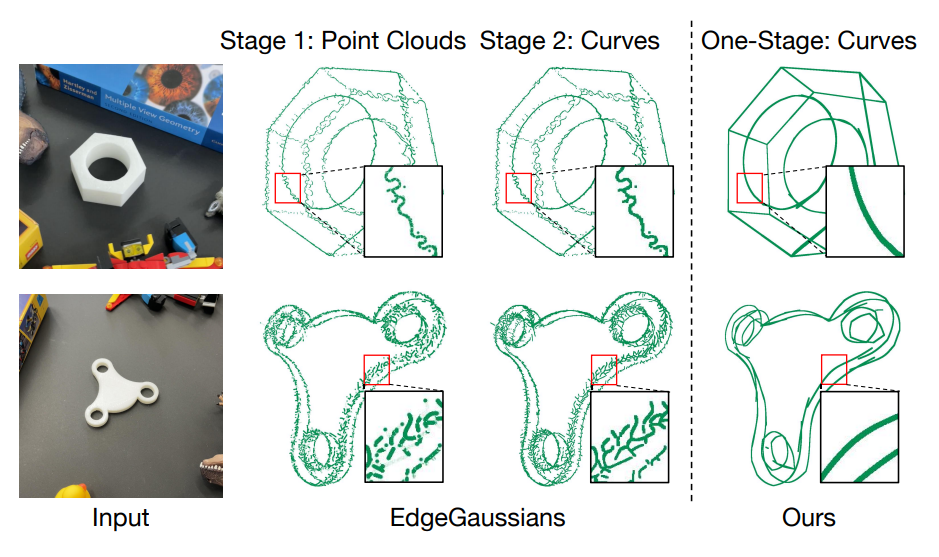 Stage 1: Point Clouds
Stage 2: Curves
One-Stage: Curves
Hartley and
Zisserman
Multiple View Geometry
Input
EdgeGaussians
Ours